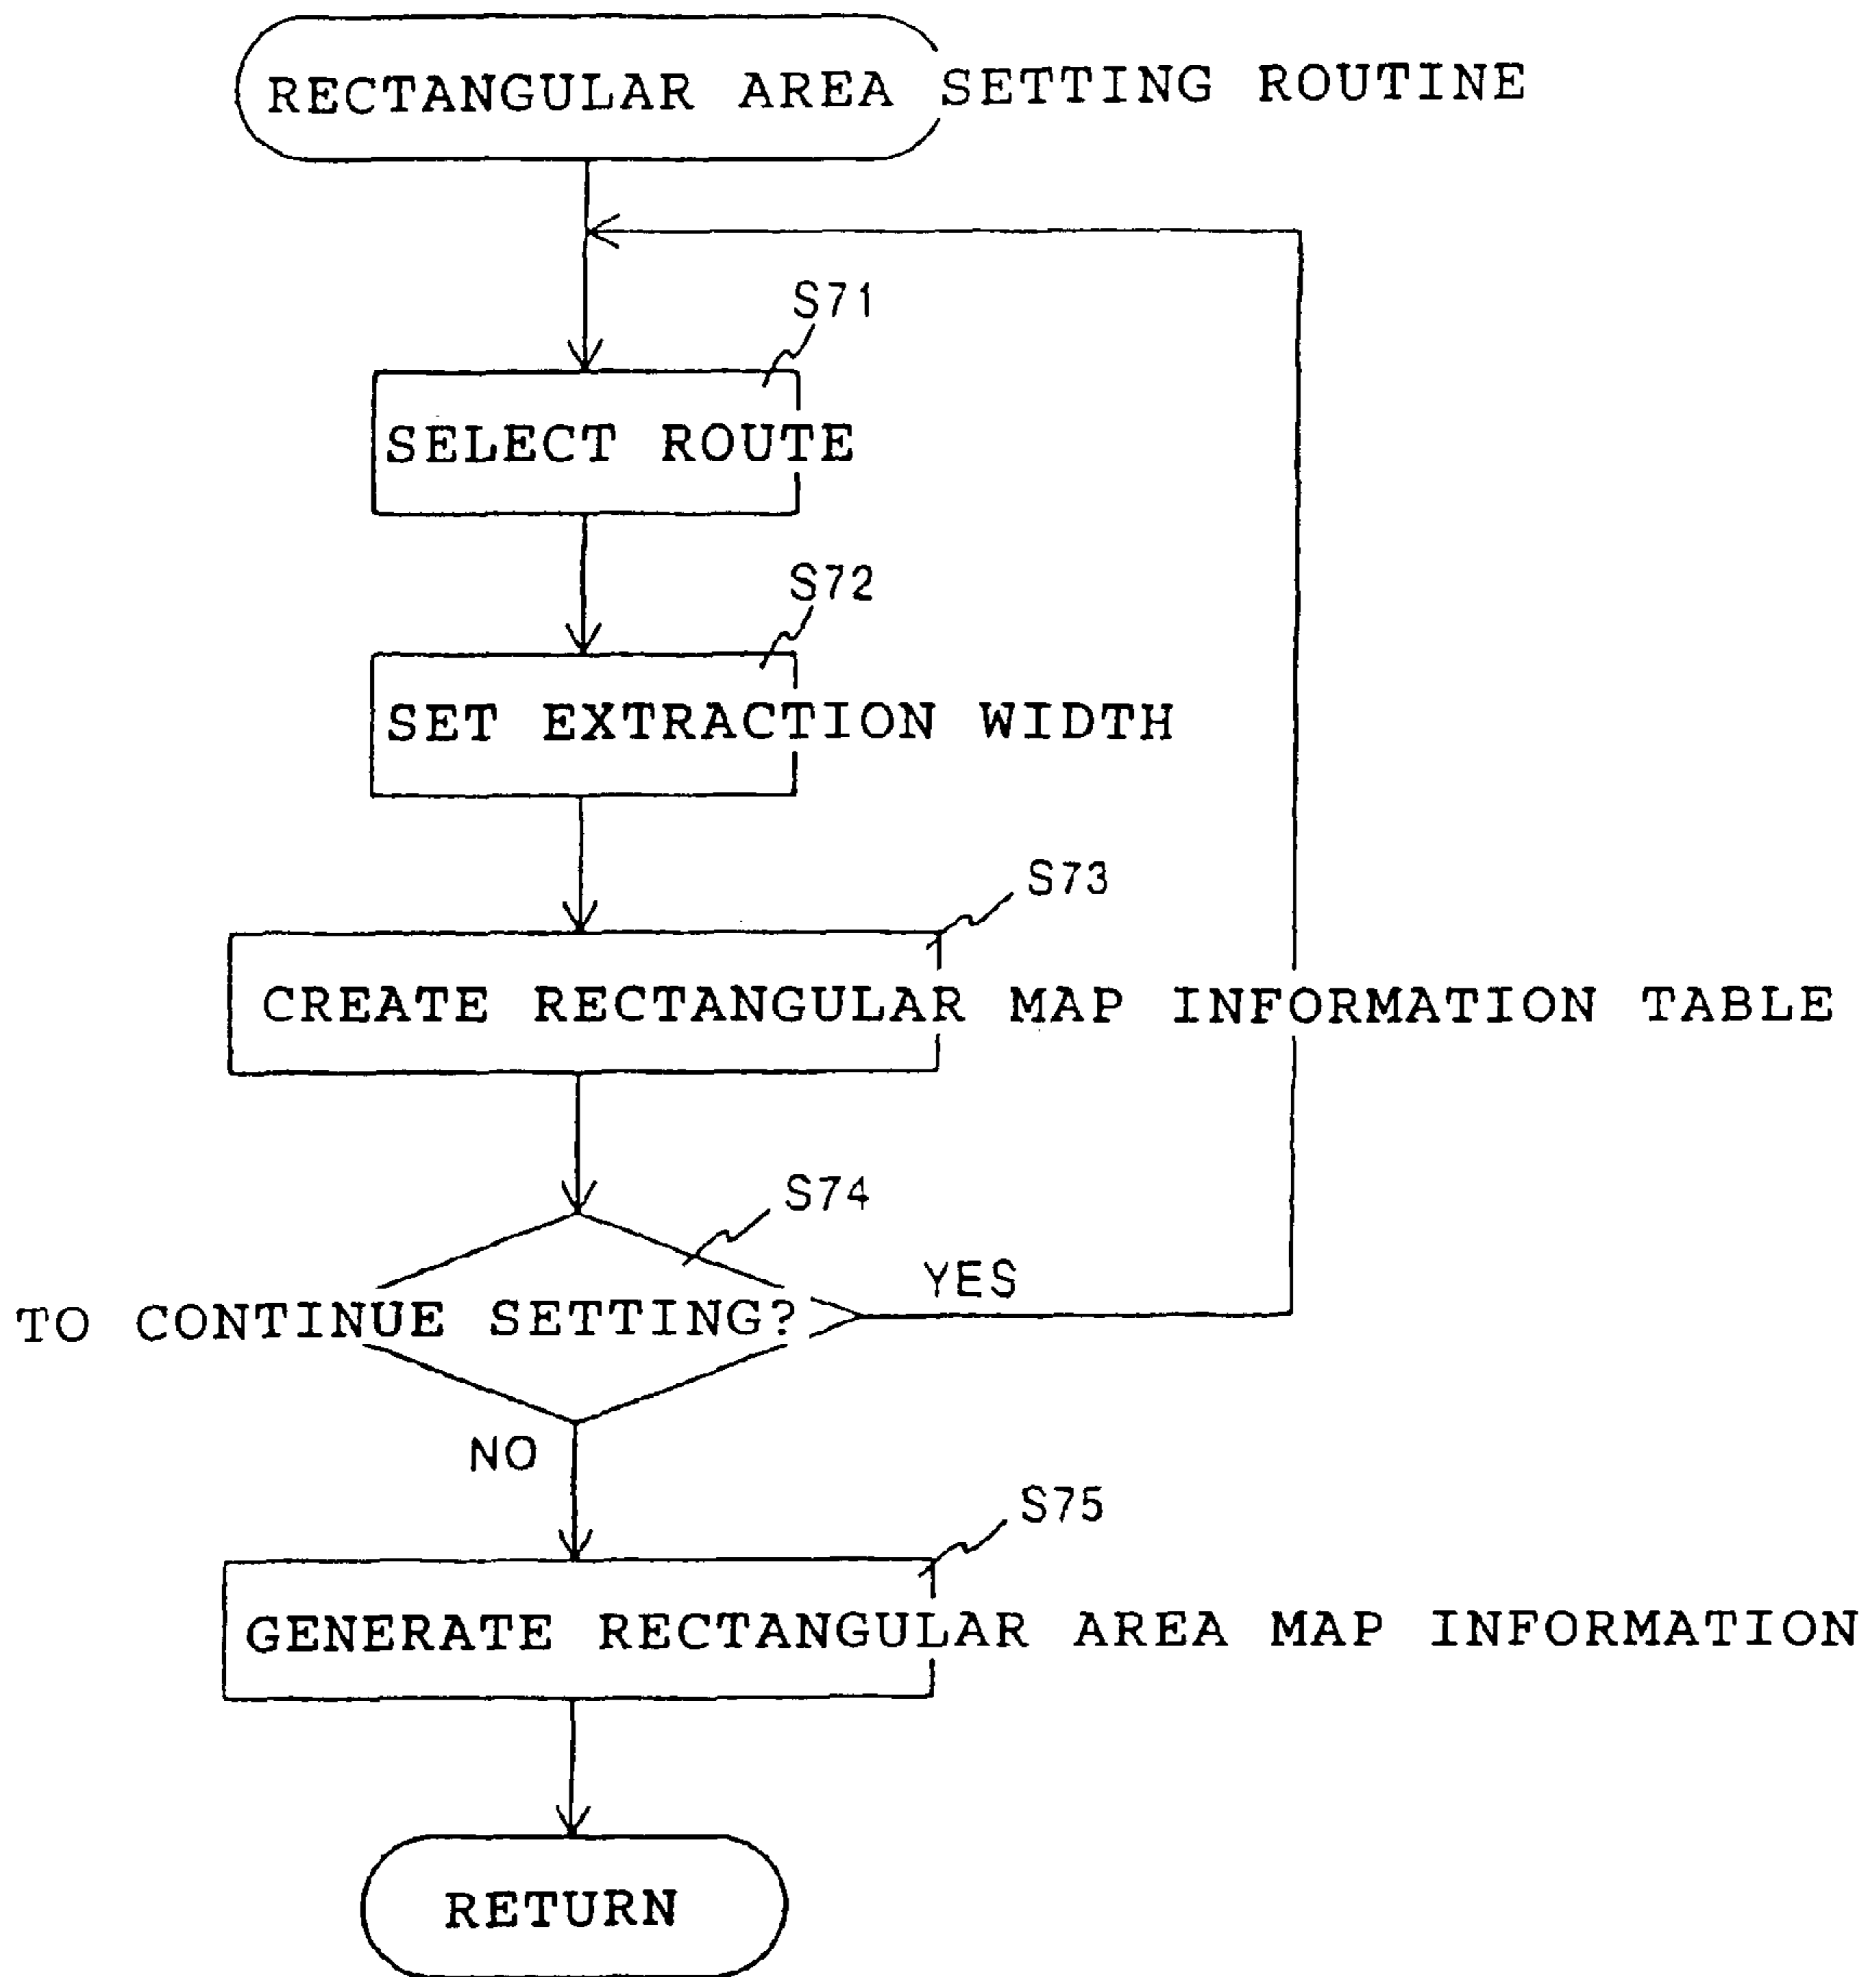 RECTANGULAR AREA SETTING ROUTINE
S71
SELECT ROUTE
S72
SET EXTRACTION WIDTH
S73
CREATE RECTANGULAR MAP INFORMATION TABLE
S74
YES
TO CONTINUE SETTING?
NO
S75
GENERATE RECTANGULAR AREA MAP INFORMATION
RETURN